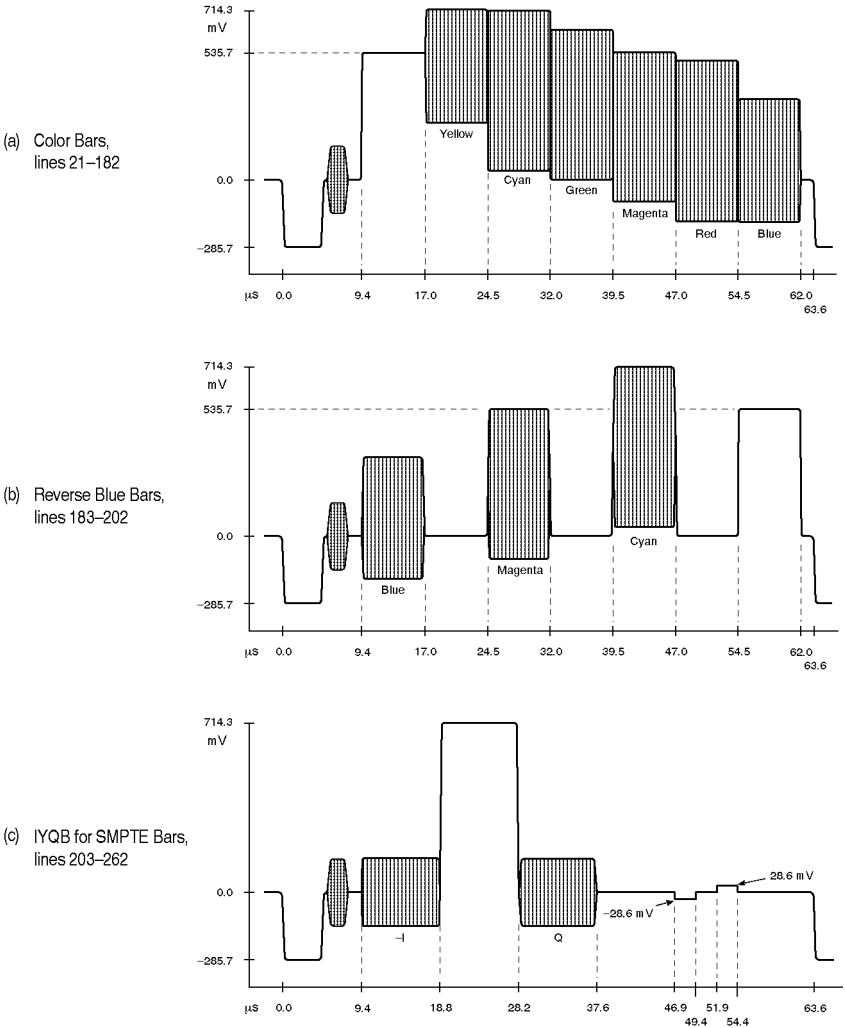 714.3
mV
535.7
(a) Color Bars,
lines 21–182
Yellow
Cyan
Green
Magenta
Red
Blue
0.0
−285.7
µs 0.0 9.4 17.0 24.5 32.0 39.5 47.0 54.5 62.0
63.6
714.3
mV
535.7
(b) Reverse Blue Bars,
lines 183–202
0.0
Blue
Magenta
Cyan
−285.7
µs 0.0 9.4 17.0 24.5 32.0 39.5 47.0 54.5 62.0
63.6
714.3
mV
(c) IYQB for SMPTE Bars,
lines 203–262
28.6 mV
0.0
−28.6 mV
−I
Q
−285.7
µs 0.0 9.4 18.8 28.2 37.6 46.9 51.9 63.6
49.4 54.4